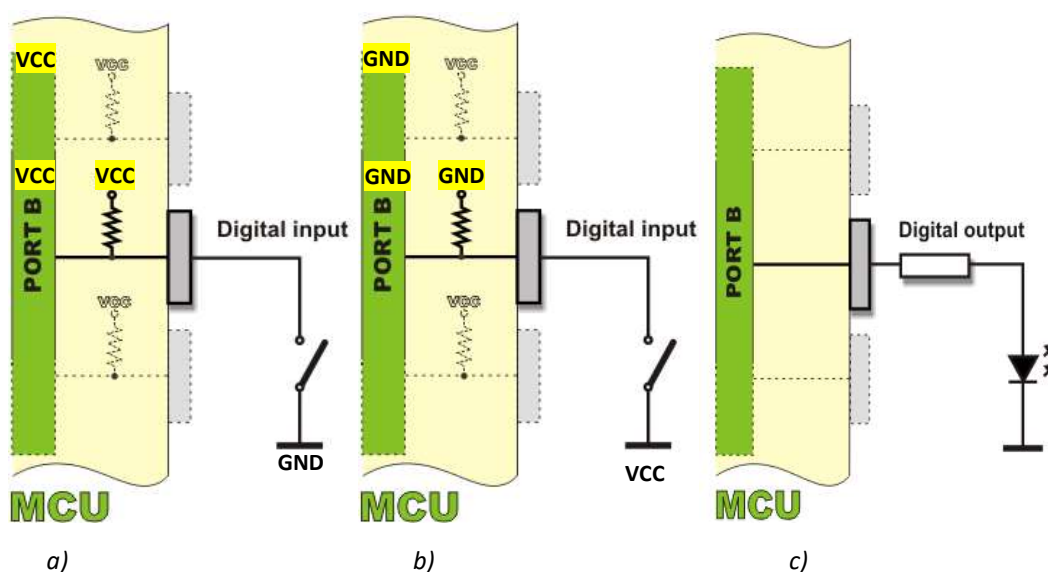 VCC
VCC
VCC VCC
PORT B
Digital input
VCC
GND
MCU
a)
GND
VCC
GND GND
PORT B
Digital input
VCC
VCC
MCU
b)
PORT B
Digital output
MCU
c)